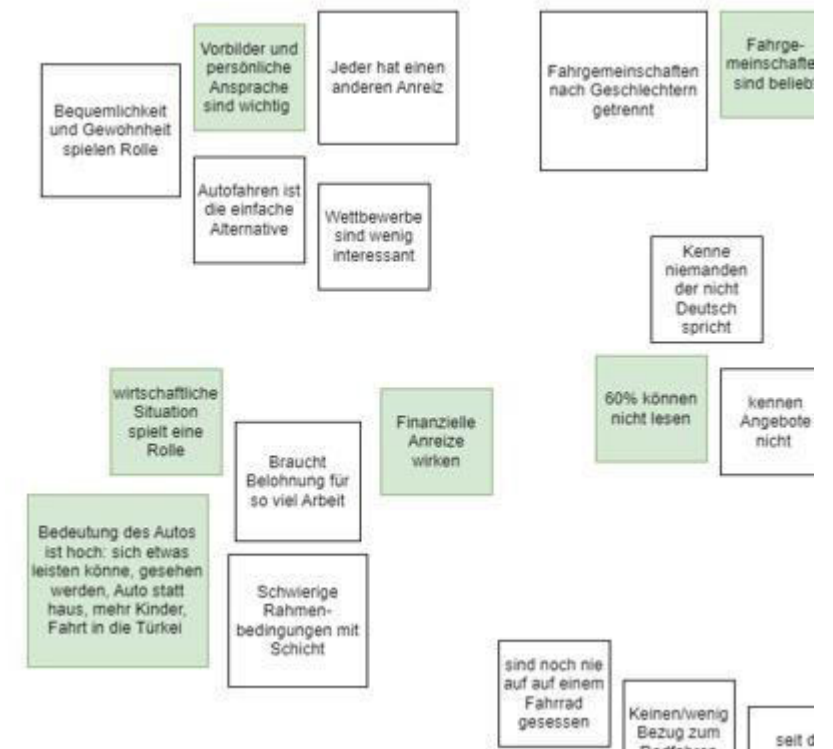 Vorbilder und
persönliche
Ansprache
sind wichtig
Jeder hat einen
anderen Anreiz
Bequemlichkeit
und Gewohnheit
spielen Rolle
Autofahren ist
die einfache
Alternative
Wettbewerbe
sind wenig
interessant
Fahrgemeinschaften
nach Geschlechtern
getrennt
Fahrge-
meinschafte
sind beliebt
Kenne
niemanden
der nicht
Deutsch
spricht
60% können
nicht lesen
kennen
Angebote
nicht
wirtschaftliche
Situation
spielt eine
Rolle
Finanzielle
Anreize
wirken
Braucht
Belohnung für
so viel Arbeit
Bedeutung des Autos
ist hoch: sich etwas
leisten könne, gesehen
werden, Auto statt
haus, mehr Kinder,
Fahrt in die Türkei
Schwierige
Rahmen-
bedingungen mit
Schicht
sind noch nie
auf auf einem
Fahrrad
gesessen
Keinen/wenig
Bezug zum
seit d